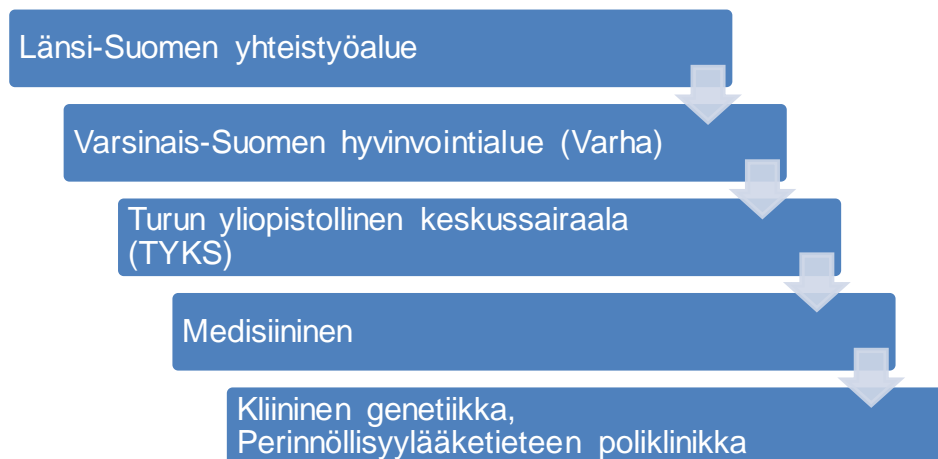 Länsi-Suomen yhteistyöalue
Varsinais-Suomen hyvinvointialue (Varha)
Turun yliopistollinen keskussairaala
(TYKS)
Medisiininen
Kliininen genetiikka,
Perinnöllisyylääketieteen poliklinikka